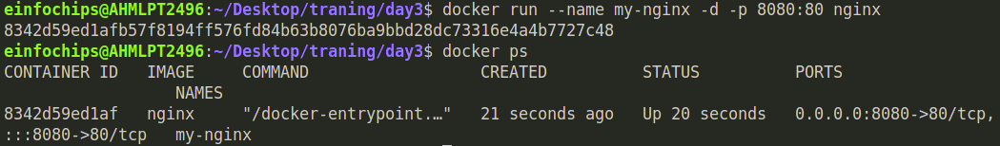 einfochips@AHMLPT2496:~/Desktop/traning/day3$ docker run --name my-nginx -d -p 8080:80 nginx
8342d59ed1afb57f8194ff576fd84b63b8076ba9bbd28dc73316e4a4b7727c48
einfochips@AHMLPT2496:~/Desktop/traning/day3$ docker ps
CONTAINER ID   IMAGE     COMMAND                  CREATED          STATUS          PORTS
                  NAMES
8342d59ed1af   nginx     "/docker-entrypoint.…"   21 seconds ago   Up 20 seconds   0.0.0.0:8080->80/tcp,
:::8080->80/tcp   my-nginx